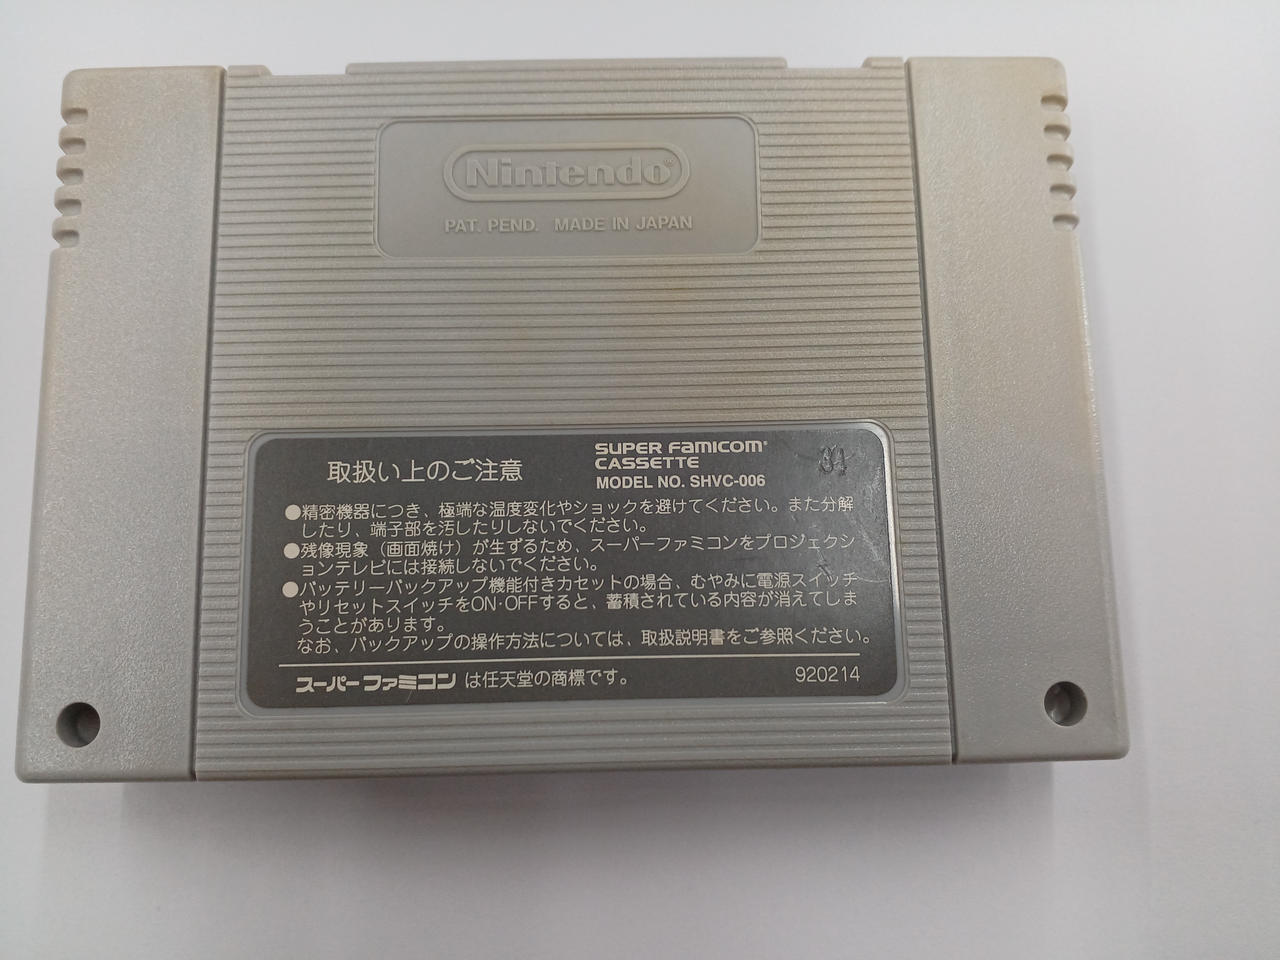 Nintendo®
PAT. PEND. MADE IN JAPAN
取扱い上のご注意
SUPER FAMICOM®
CASSETTE
MODEL NO. SHVC-006
●精密機器につき、極端な温度変化やショックを避けてください。また分解
したり、端子部を汚したりしないでください。
●残像現象（画面焼け）が生ずるため、スーパーファミコンをプロジェクシ
ョンテレビには接続しないでください。
●バッテリーバックアップ機能付きカセットの場合、むやみに電源スイッチ
やリセットスイッチをON·OFFすると、蓄積されている内容が消えてしま
うことがあります。
なお、バックアップの操作方法については、取扱説明書をご参照ください。
スーパーファミコン は任天堂の商標です。
920214